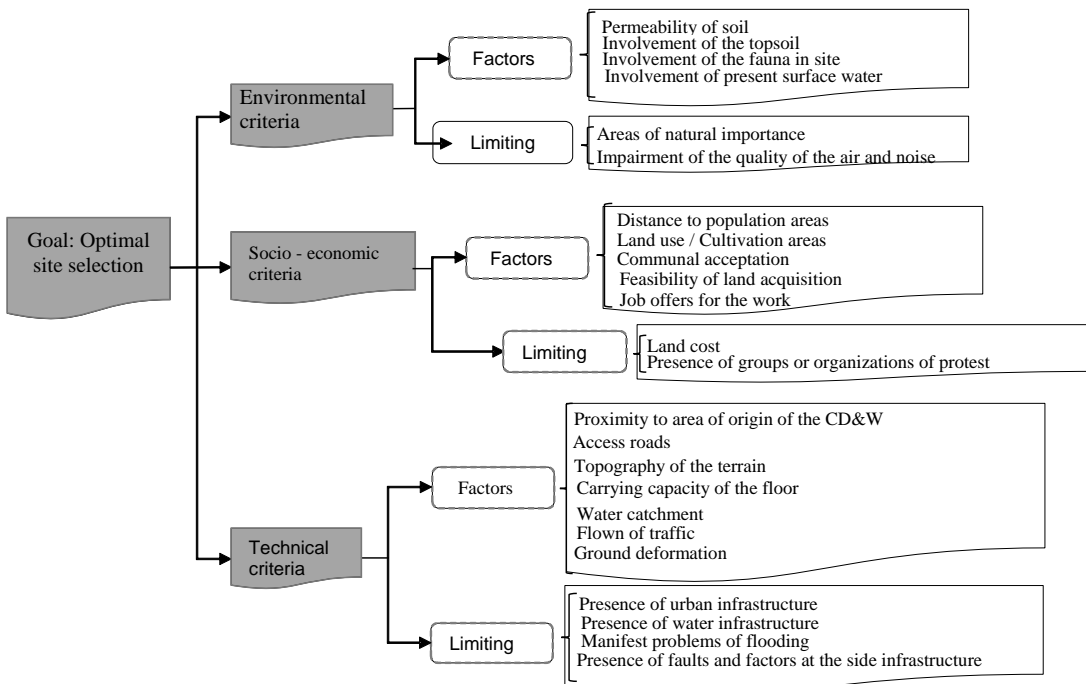 Goal: Optimal
site selection
Environmental
criteria
Factors
Permeability of soil
Involvement of the topsoil
Involvement of the fauna in site
Involvement of present surface water
Limiting
Areas of natural importance
Impairment of the quality of the air and noise
Socio - economic
criteria
Factors
Distance to population areas
Land use / Cultivation areas
Communal acceptation
Feasibility of land acquisition
Job offers for the work
Limiting
Land cost
Presence of groups or organizations of protest
Technical
criteria
Factors
Proximity to area of origin of the CD&W
Access roads
Topography of the terrain
Carrying capacity of the floor
Water catchment
Flown of traffic
Ground deformation
Limiting
Presence of urban infrastructure
Presence of water infrastructure
Manifest problems of flooding
Presence of faults and factors at the side infrastructure